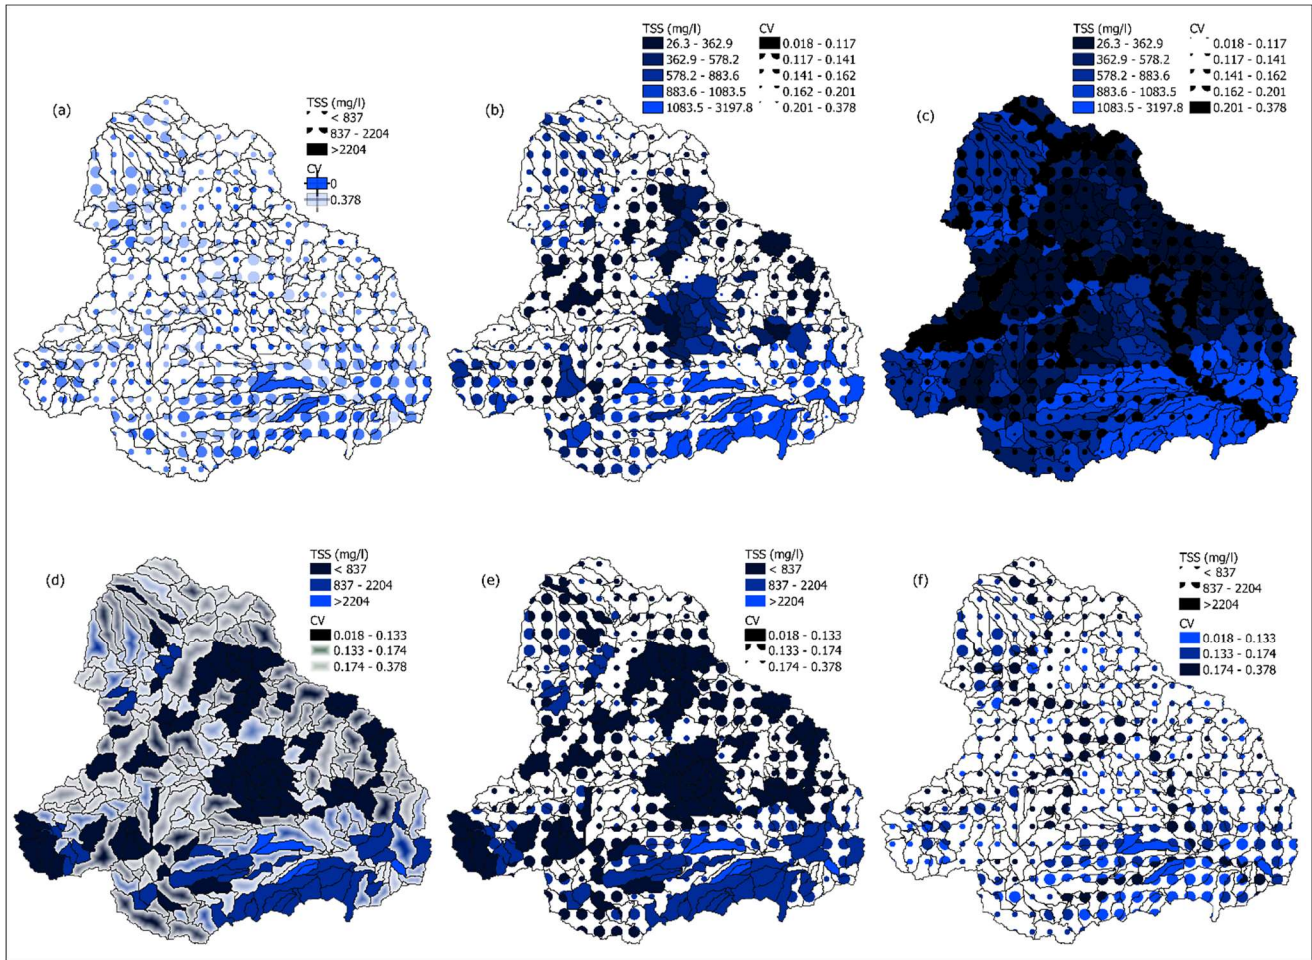 (a)
TSS (mg/l)
< 837
837 - 2204
>2204
CV
0
0.378
(b)
TSS (mg/l)
26.3 - 362.9
362.9 - 578.2
578.2 - 883.6
883.6 - 1083.5
1083.5 - 3197.8
CV
0.018 - 0.117
0.117 - 0.141
0.141 - 0.162
0.162 - 0.201
0.201 - 0.378
(c)
TSS (mg/l)
26.3 - 362.9
362.9 - 578.2
578.2 - 883.6
883.6 - 1083.5
1083.5 - 3197.8
CV
0.018 - 0.117
0.117 - 0.141
0.141 - 0.162
0.162 - 0.201
0.201 - 0.378
(d)
TSS (mg/l)
< 837
837 - 2204
>2204
CV
0.018 - 0.133
0.133 - 0.174
0.174 - 0.378
(e)
TSS (mg/l)
< 837
837 - 2204
>2204
CV
0.018 - 0.133
0.133 - 0.174
0.174 - 0.378
(f)
TSS (mg/l)
< 837
837 - 2204
>2204
CV
0.018 - 0.133
0.133 - 0.174
0.174 - 0.378